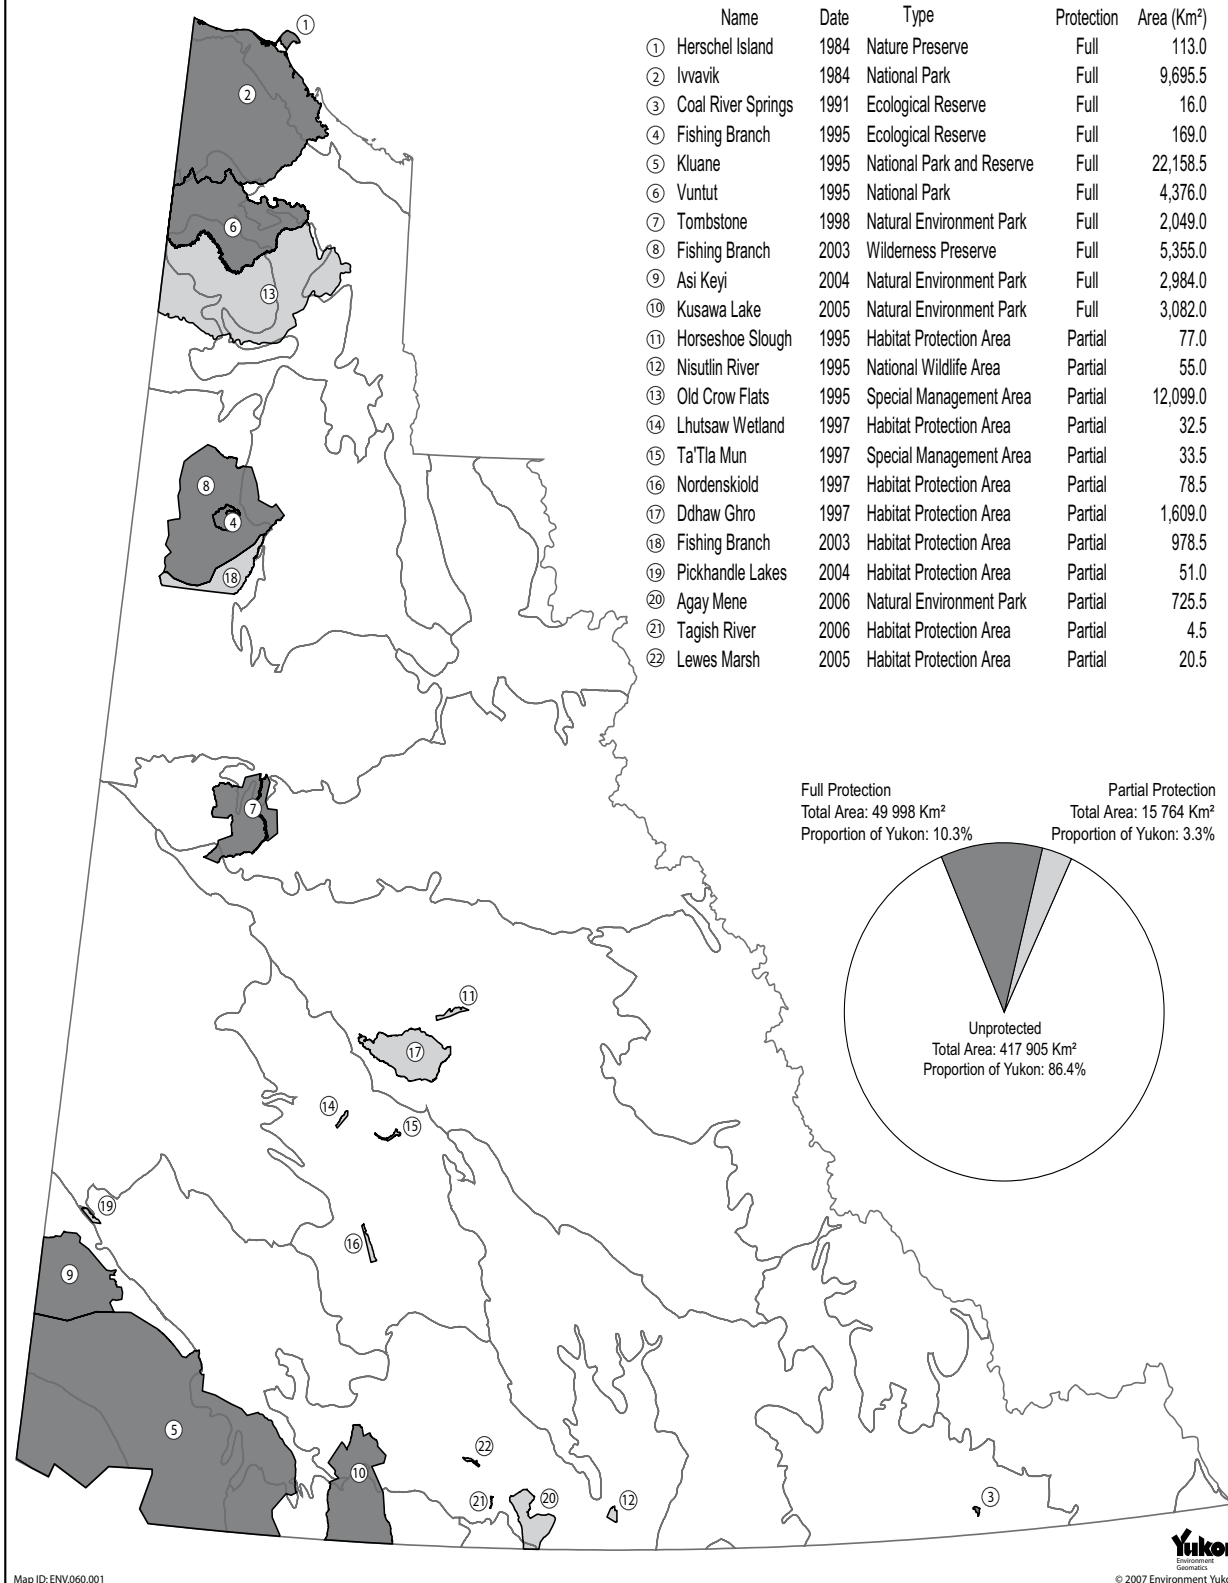 Name Date Type Protection Area (Km²)
① Herschel Island 1984 Nature Preserve Full 113.0
② Ivvavik 1984 National Park Full 9,695.5
③ Coal River Springs 1991 Ecological Reserve Full 16.0
④ Fishing Branch 1995 Ecological Reserve Full 169.0
⑤ Kluane 1995 National Park and Reserve Full 22,158.5
⑥ Vuntut 1995 National Park Full 4,376.0
⑦ Tombstone 1998 Natural Environment Park Full 2,049.0
⑧ Fishing Branch 2003 Wilderness Preserve Full 5,355.0
⑨ Asi Keyi 2004 Natural Environment Park Full 2,984.0
⑩ Kusawa Lake 2005 Natural Environment Park Full 3,082.0
⑪ Horseshoe Slough 1995 Habitat Protection Area Partial 77.0
⑫ Nisutlin River 1995 National Wildlife Area Partial 55.0
⑬ Old Crow Flats 1995 Special Management Area Partial 12,099.0
⑭ Lhutsaw Wetland 1997 Habitat Protection Area Partial 32.5
⑮ Ta'Tla Mun 1997 Special Management Area Partial 33.5
⑯ Nordenskiold 1997 Habitat Protection Area Partial 78.5
⑰ Ddhaw Ghro 1997 Habitat Protection Area Partial 1,609.0
⑱ Fishing Branch 2003 Habitat Protection Area Partial 978.5
⑲ Pickhandle Lakes 2004 Habitat Protection Area Partial 51.0
⑳ Agay Mene 2006 Natural Environment Park Partial 725.5
㉑ Tagish River 2006 Habitat Protection Area Partial 4.5
㉒ Lewes Marsh 2005 Habitat Protection Area Partial 20.5
①
②
⑥
⑬
⑧
④
⑱
⑦
⑪
⑰
⑭
⑮
⑲
⑯
⑨
⑤
⑩
㉒
㉑
⑳
⑫
③
Full Protection
Total Area: 49 998 Km²
Proportion of Yukon: 10.3%
Partial Protection
Total Area: 15 764 Km²
Proportion of Yukon: 3.3%
Unprotected
Total Area: 417 905 Km²
Proportion of Yukon: 86.4%
Yuko
Environment
Geomatics
Map ID: ENV.060.001
© 2007 Environment Yuko